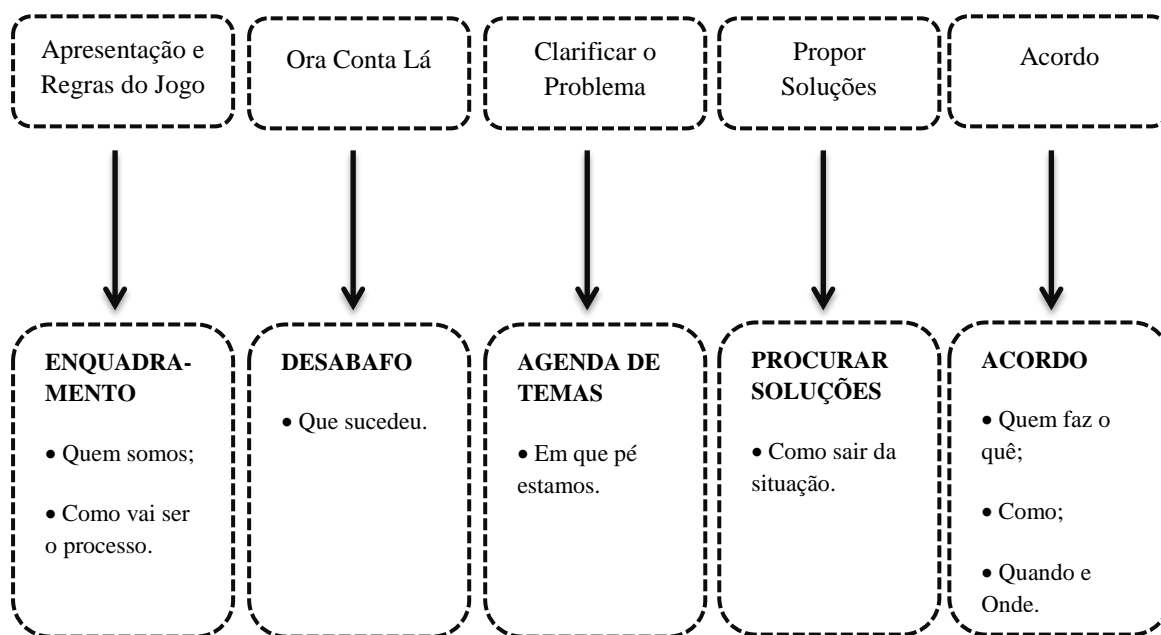 Apresentação e
Regras do Jogo
Ora Conta Lá
Clarificar o
Problema
Propor
Soluções
Acordo
ENQUADRA-
MENTO
• Quem somos;
• Como vai ser
o processo.
DESABAFO
• Que sucedeu.
AGENDA DE
TEMAS
• Em que pé
estamos.
PROCURAR
SOLUÇÕES
• Como sair da
situação.
ACORDO
• Quem faz o
quê;
• Como;
• Quando e
Onde.